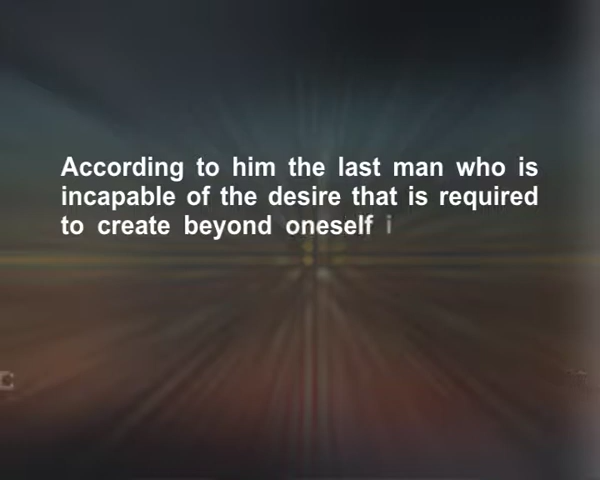 According to him the last man who is
incapable of the desire that is required
to create beyond oneself i